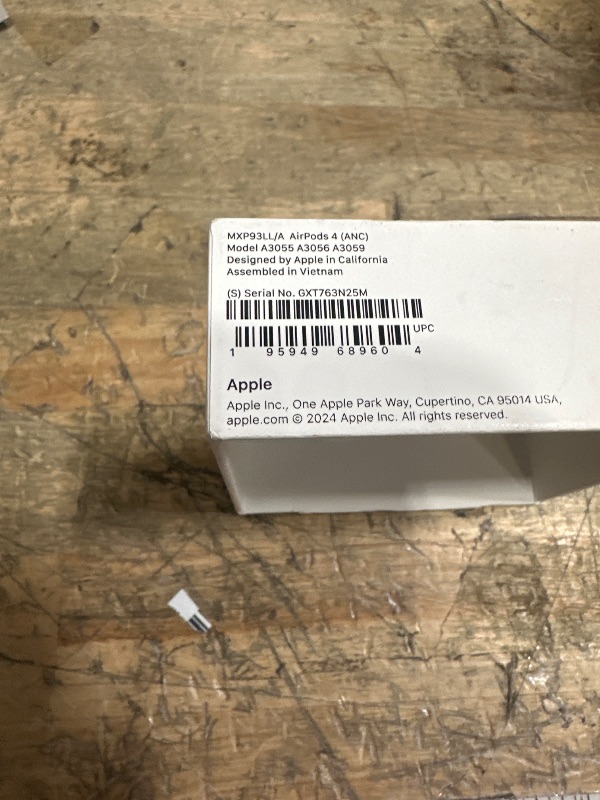 MXP93LL/A AirPods 4 (ANC)
Model A3055 A3056 A3059
Designed by Apple in California
Assembled in Vietnam
(S) Serial No. GXT763N25M
UPC
1 95949 68960 4
Apple
Apple Inc., One Apple Park Way, Cupertino, CA 95014 USA,
apple.com © 2024 Apple Inc. All rights reserved.